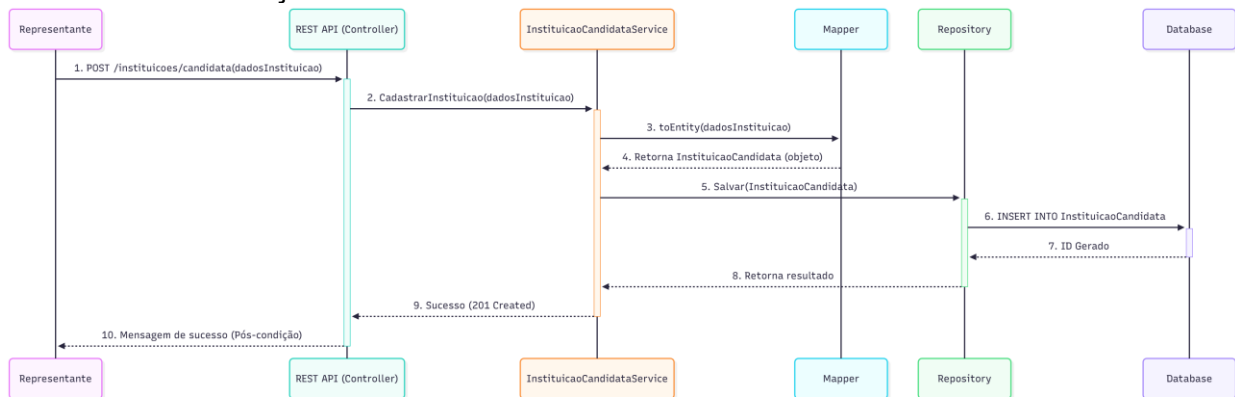 Representante
REST API (Controller)
InstituicaoCandidataService
Mapper
Repository
Database
1. POST /instituicoes/candidata(dadosInstituicao)
2. CadastrarInstituicao(dadosInstituicao)
3. toEntity(dadosInstituicao)
4. Retorna InstituicaoCandidata (objeto)
5. Salvar(InstituicaoCandidata)
6. INSERT INTO InstituicaoCandidata
7. ID Gerado
8. Retorna resultado
9. Sucesso (201 Created)
10. Mensagem de sucesso (Pós-condição)
Representante
REST API (Controller)
InstituicaoCandidataService
Mapper
Repository
Database